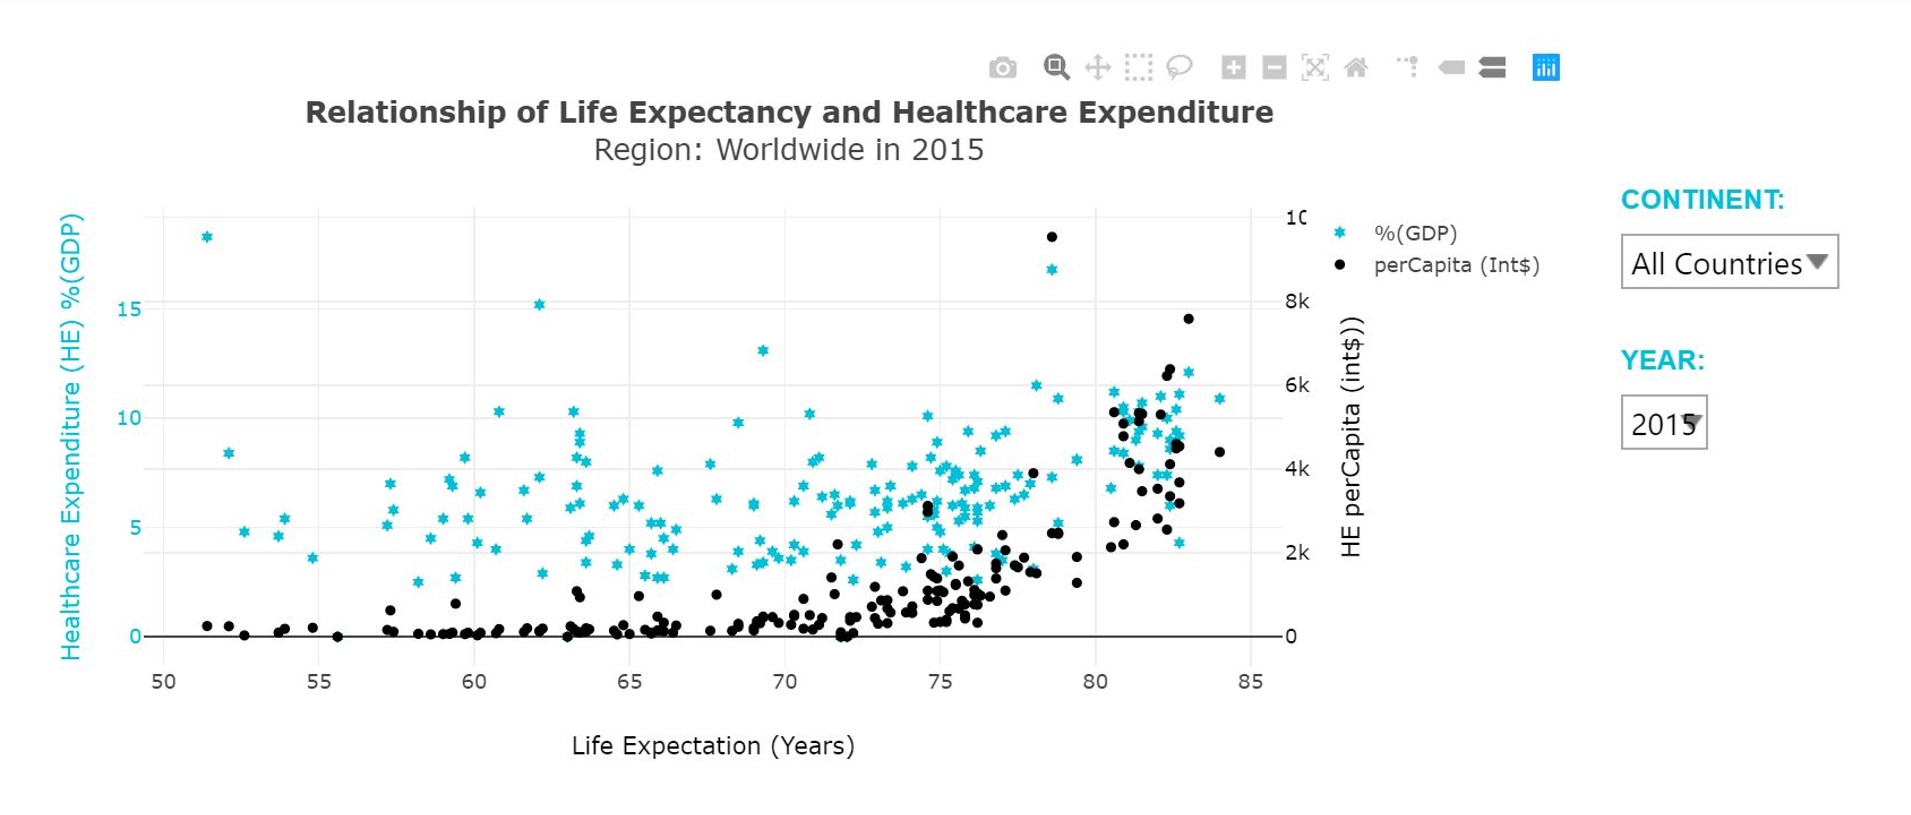 Relationship of Life Expectancy and Healthcare Expenditure
Region: Worldwide in 2015
Healthcare Expenditure (HE) %(GDP)
15
10
5
0
8k
6k
4k
2k
0
HE perCapita (int$))
50 55 60 65 70 75 80 85
Life Expectation (Years)
%(GDP)
perCapita (Int$)
CONTINENT:
All Countries
YEAR:
2015